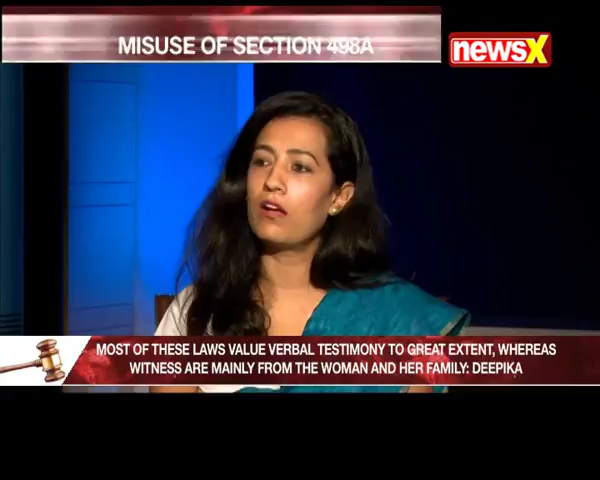 MISUSE OF SECTION 498A
newsX
MOST OF THESE LAWS VALUE VERBAL TESTIMONY TO GREAT EXTENT, WHEREAS
WITNESS ARE MAINLY FROM THE WOMAN AND HER FAMILY: DEEPIKA